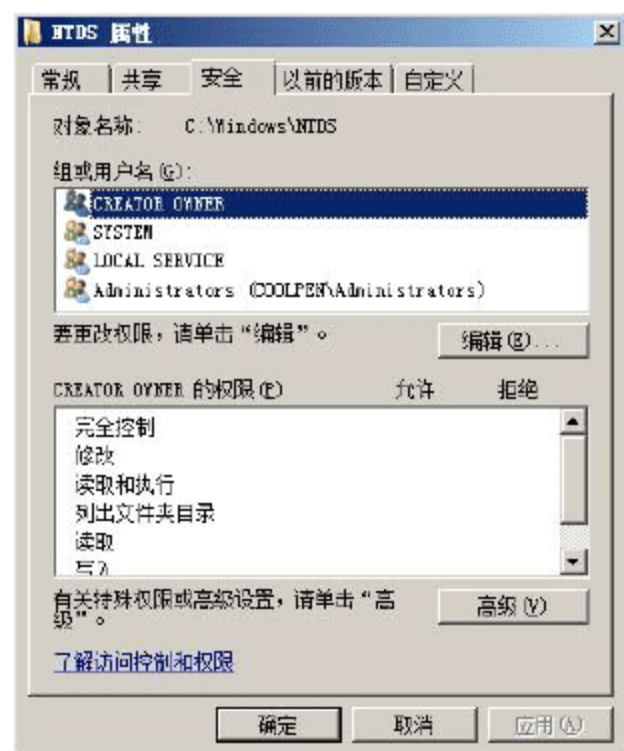 NTDS 属性
常规 共享 安全 以前的版本 自定义
对象名称: C:\Windows\NTDS
组或用户名(G):
CREATOR OWNER
SYSTEM
LOCAL SERVICE
Administrators (COOLPEN\Administrators)
要更改权限，请单击“编辑”。
编辑(E)...
CREATOR OWNER 的权限(P) 允许 拒绝
完全控制
修改
读取和执行
列出文件夹目录
读取
写入
有关特殊权限或高级设置，请单击“高
级”。
高级(V)
了解访问控制和权限
确定 取消 应用(A)